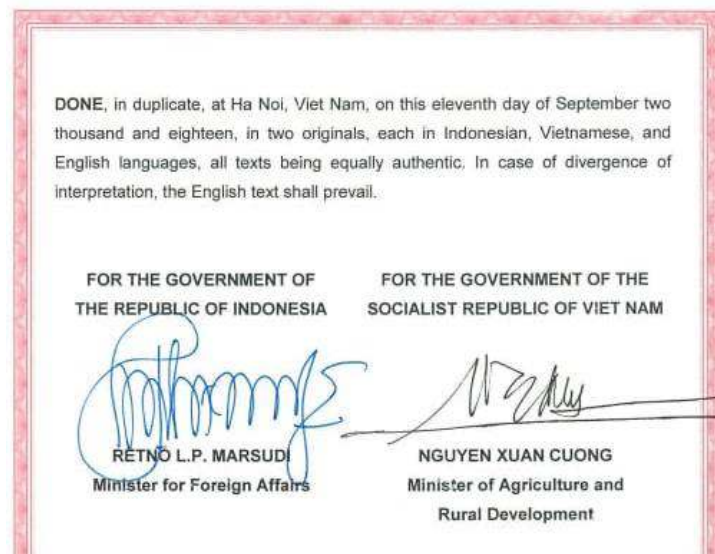 DONE, in duplicate, at Ha Noi, Viet Nam, on this eleventh day of September two
thousand and eighteen, in two originals, each in Indonesian, Vietnamese, and
English languages, all texts being equally authentic. In case of divergence of
interpretation, the English text shall prevail.
FOR THE GOVERNMENT OF
THE REPUBLIC OF INDONESIA
RETNO L.P. MARSUDI
Minister for Foreign Affairs
FOR THE GOVERNMENT OF THE
SOCIALIST REPUBLIC OF VIET NAM
NGUYEN XUAN CUONG
Minister of Agriculture and
Rural Development